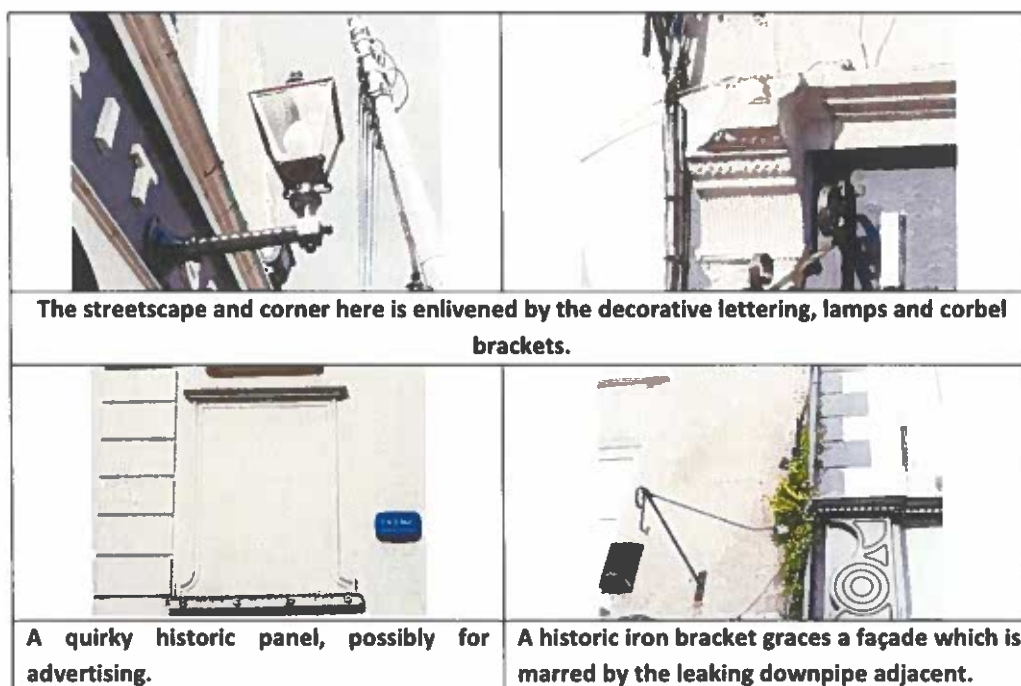 The streetscape and corner here is enlivened by the decorative lettering, lamps and corbel
brackets.
A quirky historic panel, possibly for
advertising.
A historic iron bracket graces a façade which is
marred by the leaking downpipe adjacent.